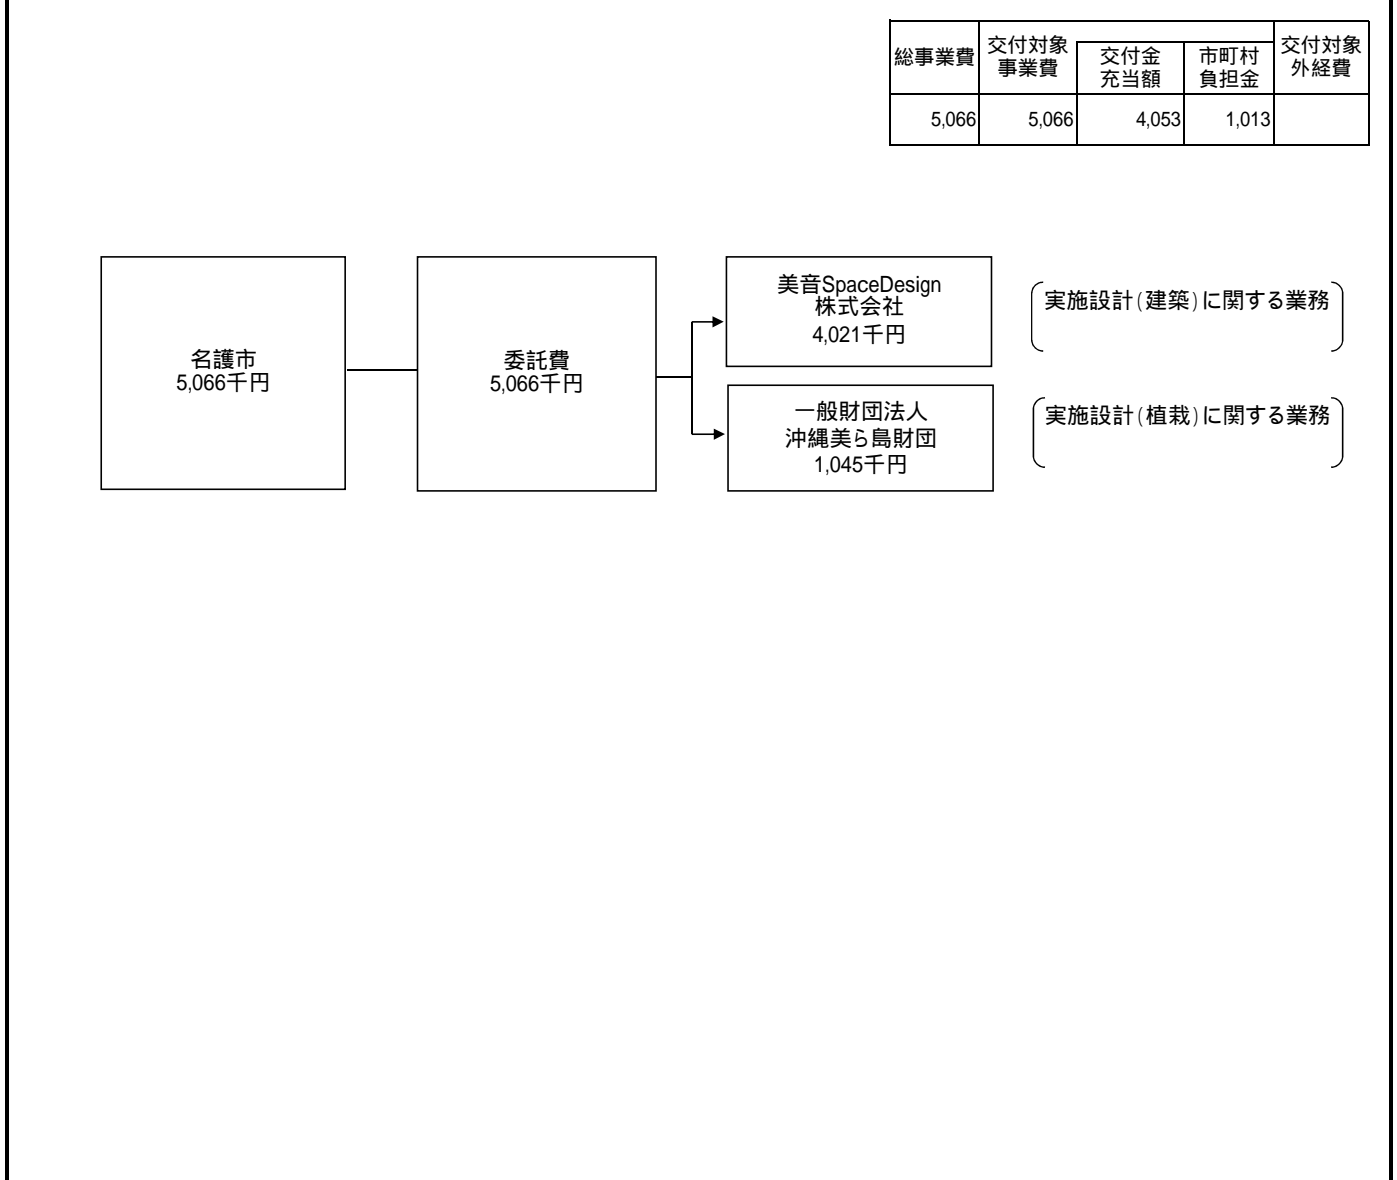 総事業費
交付対象
事業費
交付金
充当額
市町村
負担金
交付対象
外経費
5,066
5,066
4,053
1,013
名護市
5,066千円
委託費
5,066千円
美音SpaceDesign
株式会社
4,021千円
実施設計(建築)に関する業務
一般財団法人
沖縄美ら島財団
1,045千円
実施設計(植栽)に関する業務